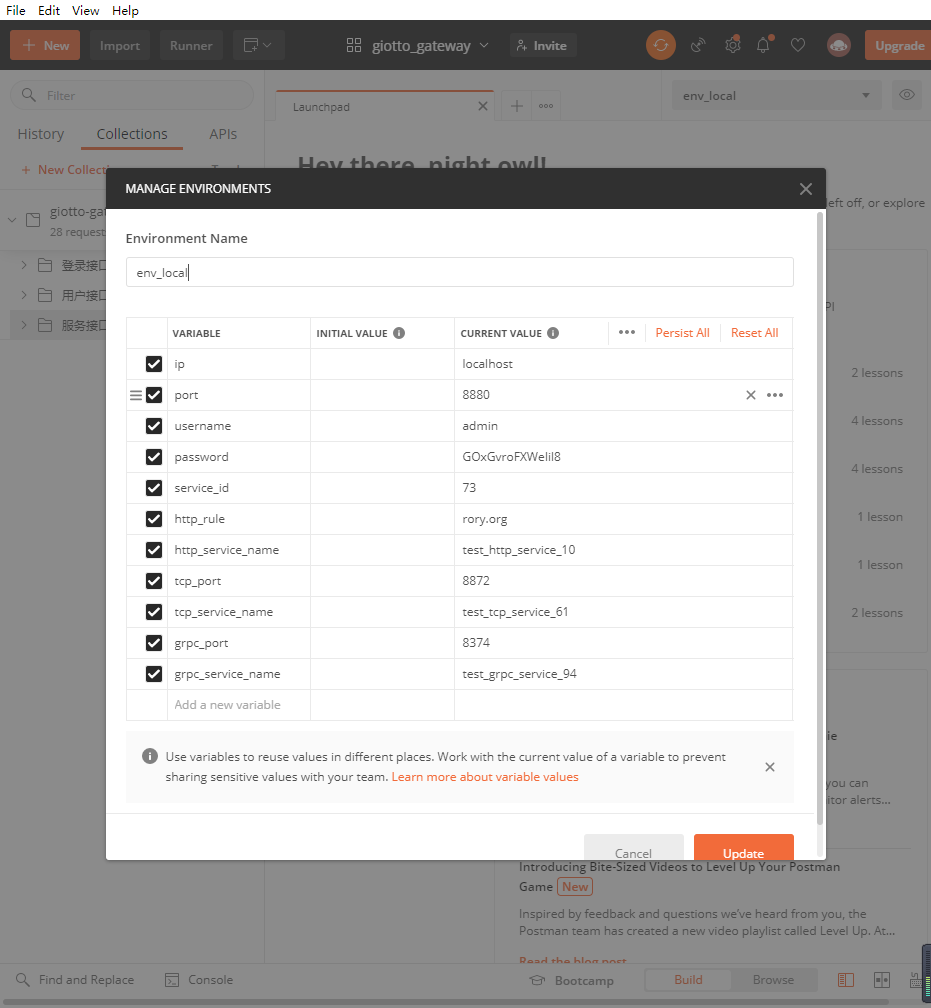 File Edit View Help
+ New Import Runner giotto_gateway Invite Upgrade
Filter Launchpad env_local
History Collections APIs
+ New Collecti
Hey there, night owl!
MANAGE ENVIRONMENTS
giotto-ga
28 request
left off, or explore
登录接口
用户接口
服务接口
Environment Name
env_local
VARIABLE INITIAL VALUE CURRENT VALUE Persist All Reset All
ip localhost
port 8880
username admin
password GOxGvroFXWeliI8
service_id 73
http_rule rory.org
http_service_name test_http_service_10
tcp_port 8872
tcp_service_name test_tcp_service_61
grpc_port 8374
grpc_service_name test_grpc_service_94
Add a new variable
PI
2 lessons
4 lessons
4 lessons
1 lesson
1 lesson
2 lessons
Use variables to reuse values in different places. Work with the current value of a variable to prevent
sharing sensitive values with your team. Learn more about variable values
Cancel Update
ie
you can
itor alerts...
Introducing Bite-Sized Videos to Level Up Your Postman
Game New
Inspired by feedback and questions we've heard from you, the
Postman team has created a new video playlist called Level Up. At...
Read the blog post
Find and Replace Console Bootcamp Build Browse